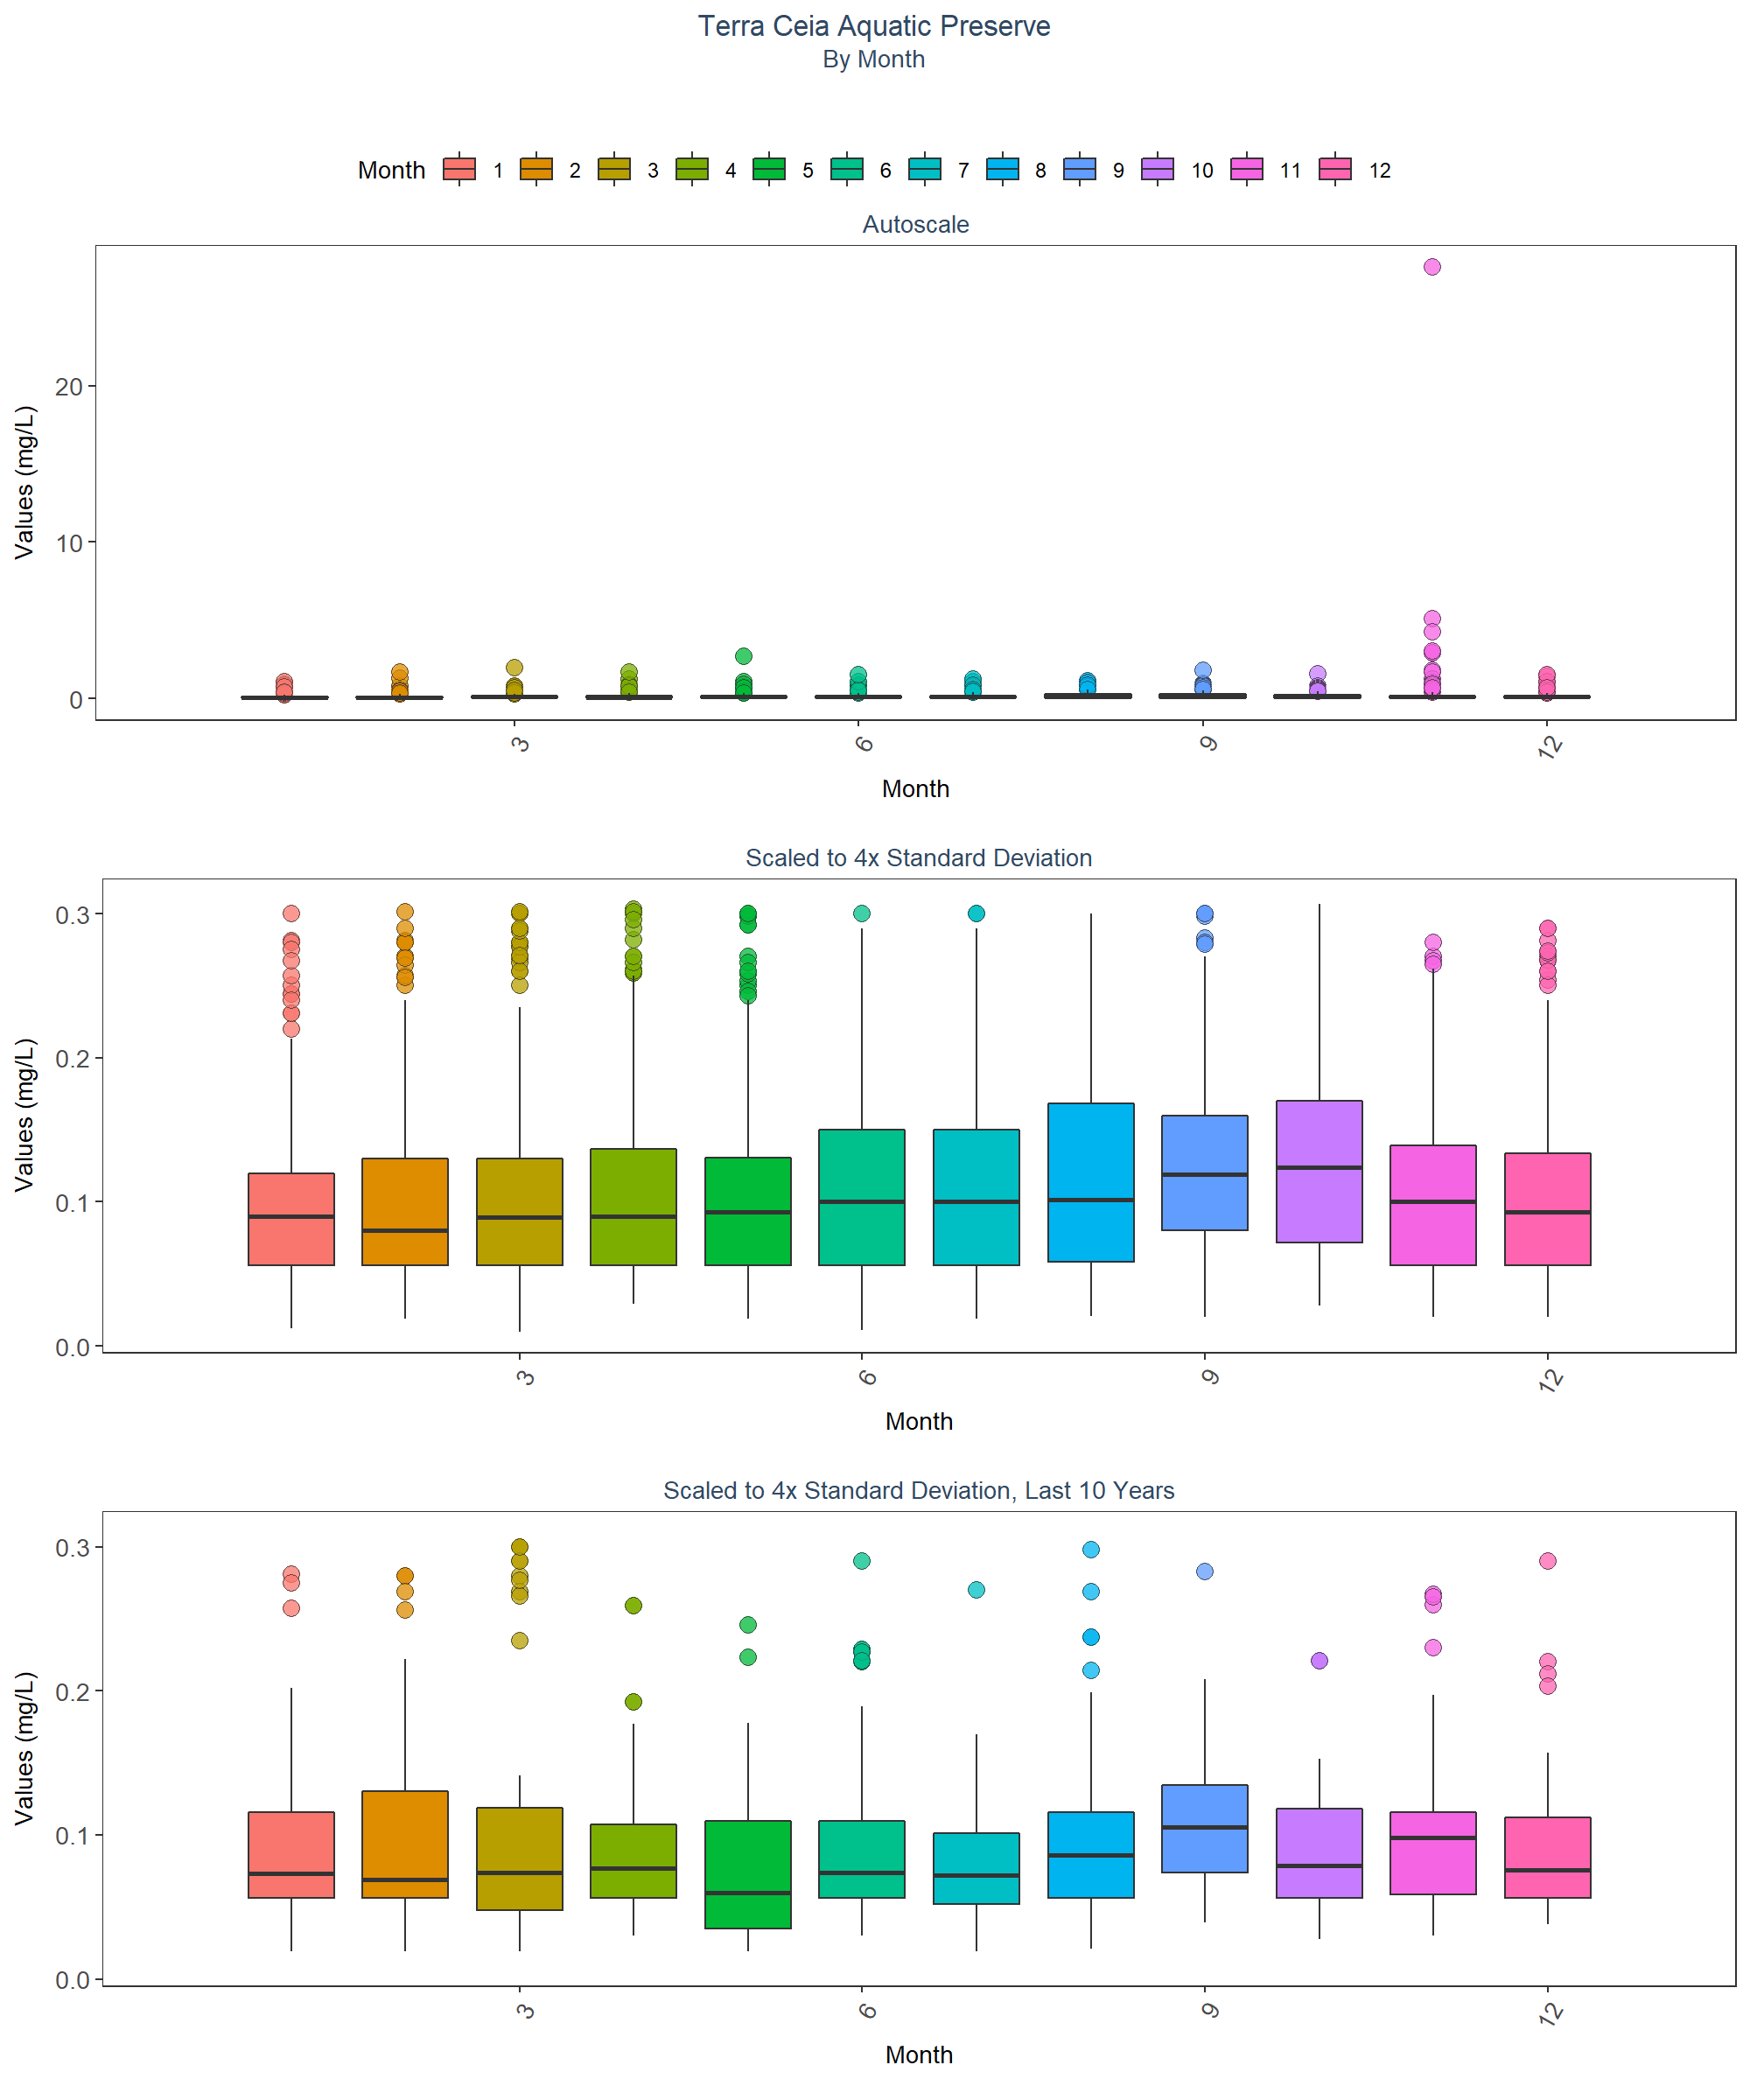 Terra Ceia Aquatic Preserve
By Month
Month 1 2 3 4 5 6 7 8 9 10 11 12
Autoscale
Values (mg/L)
20
10
0
3 6 9 12
Month
Scaled to 4x Standard Deviation
Values (mg/L)
0.3
0.2
0.1
0.0
3 6 9 12
Month
Scaled to 4x Standard Deviation, Last 10 Years
Values (mg/L)
0.3
0.2
0.1
0.0
3 6 9 12
Month